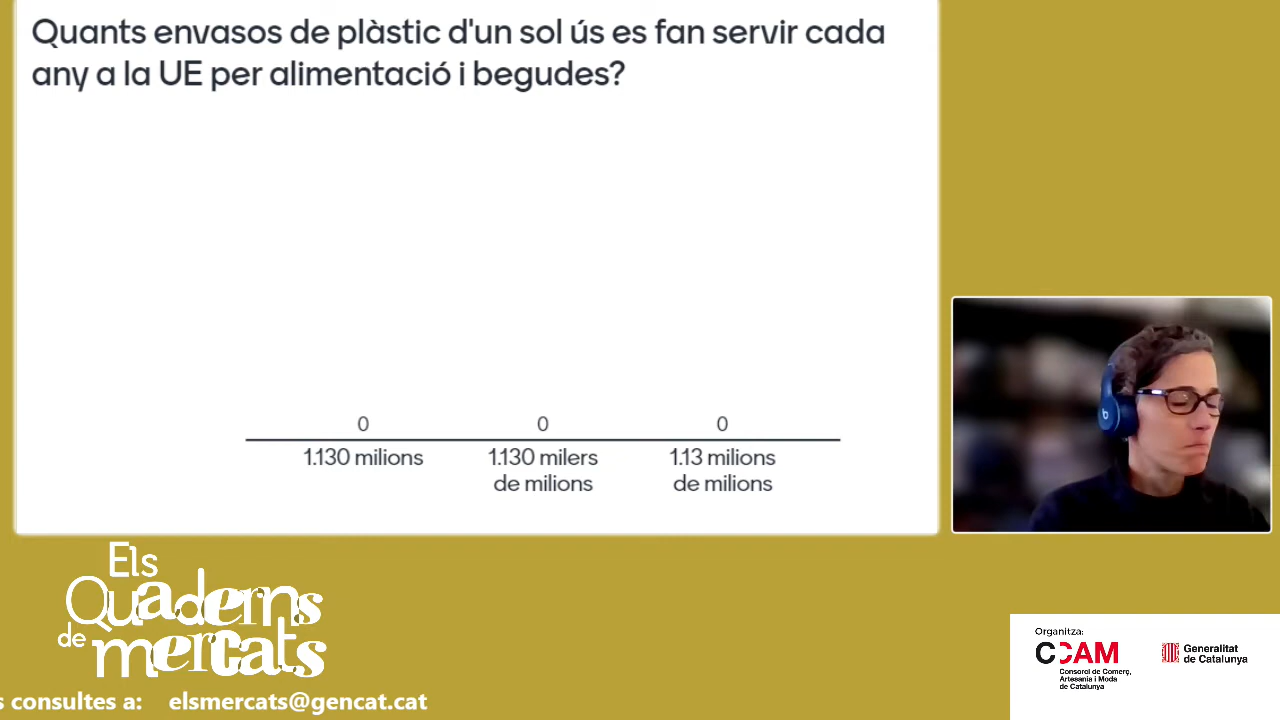 Quants envasos de plàstic d'un sol ús es fan servir cada
any a la UE per alimentació i begudes?
0
0
0
1.130 milions
1.130 milers
de milions
1.13 milions
de milions
Els
Quaderns
de mercats
s consultes a: elsmercats@gencat.cat
Organitza:
CCAM
Consorci de Comerç,
Artesania i Moda
de Catalunya
Generalitat
de Catalunya